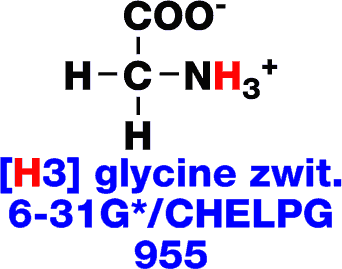 COO-
H-C-NH3+
H
[H3] glycine zwit.
6-31G*/CHELPG
955